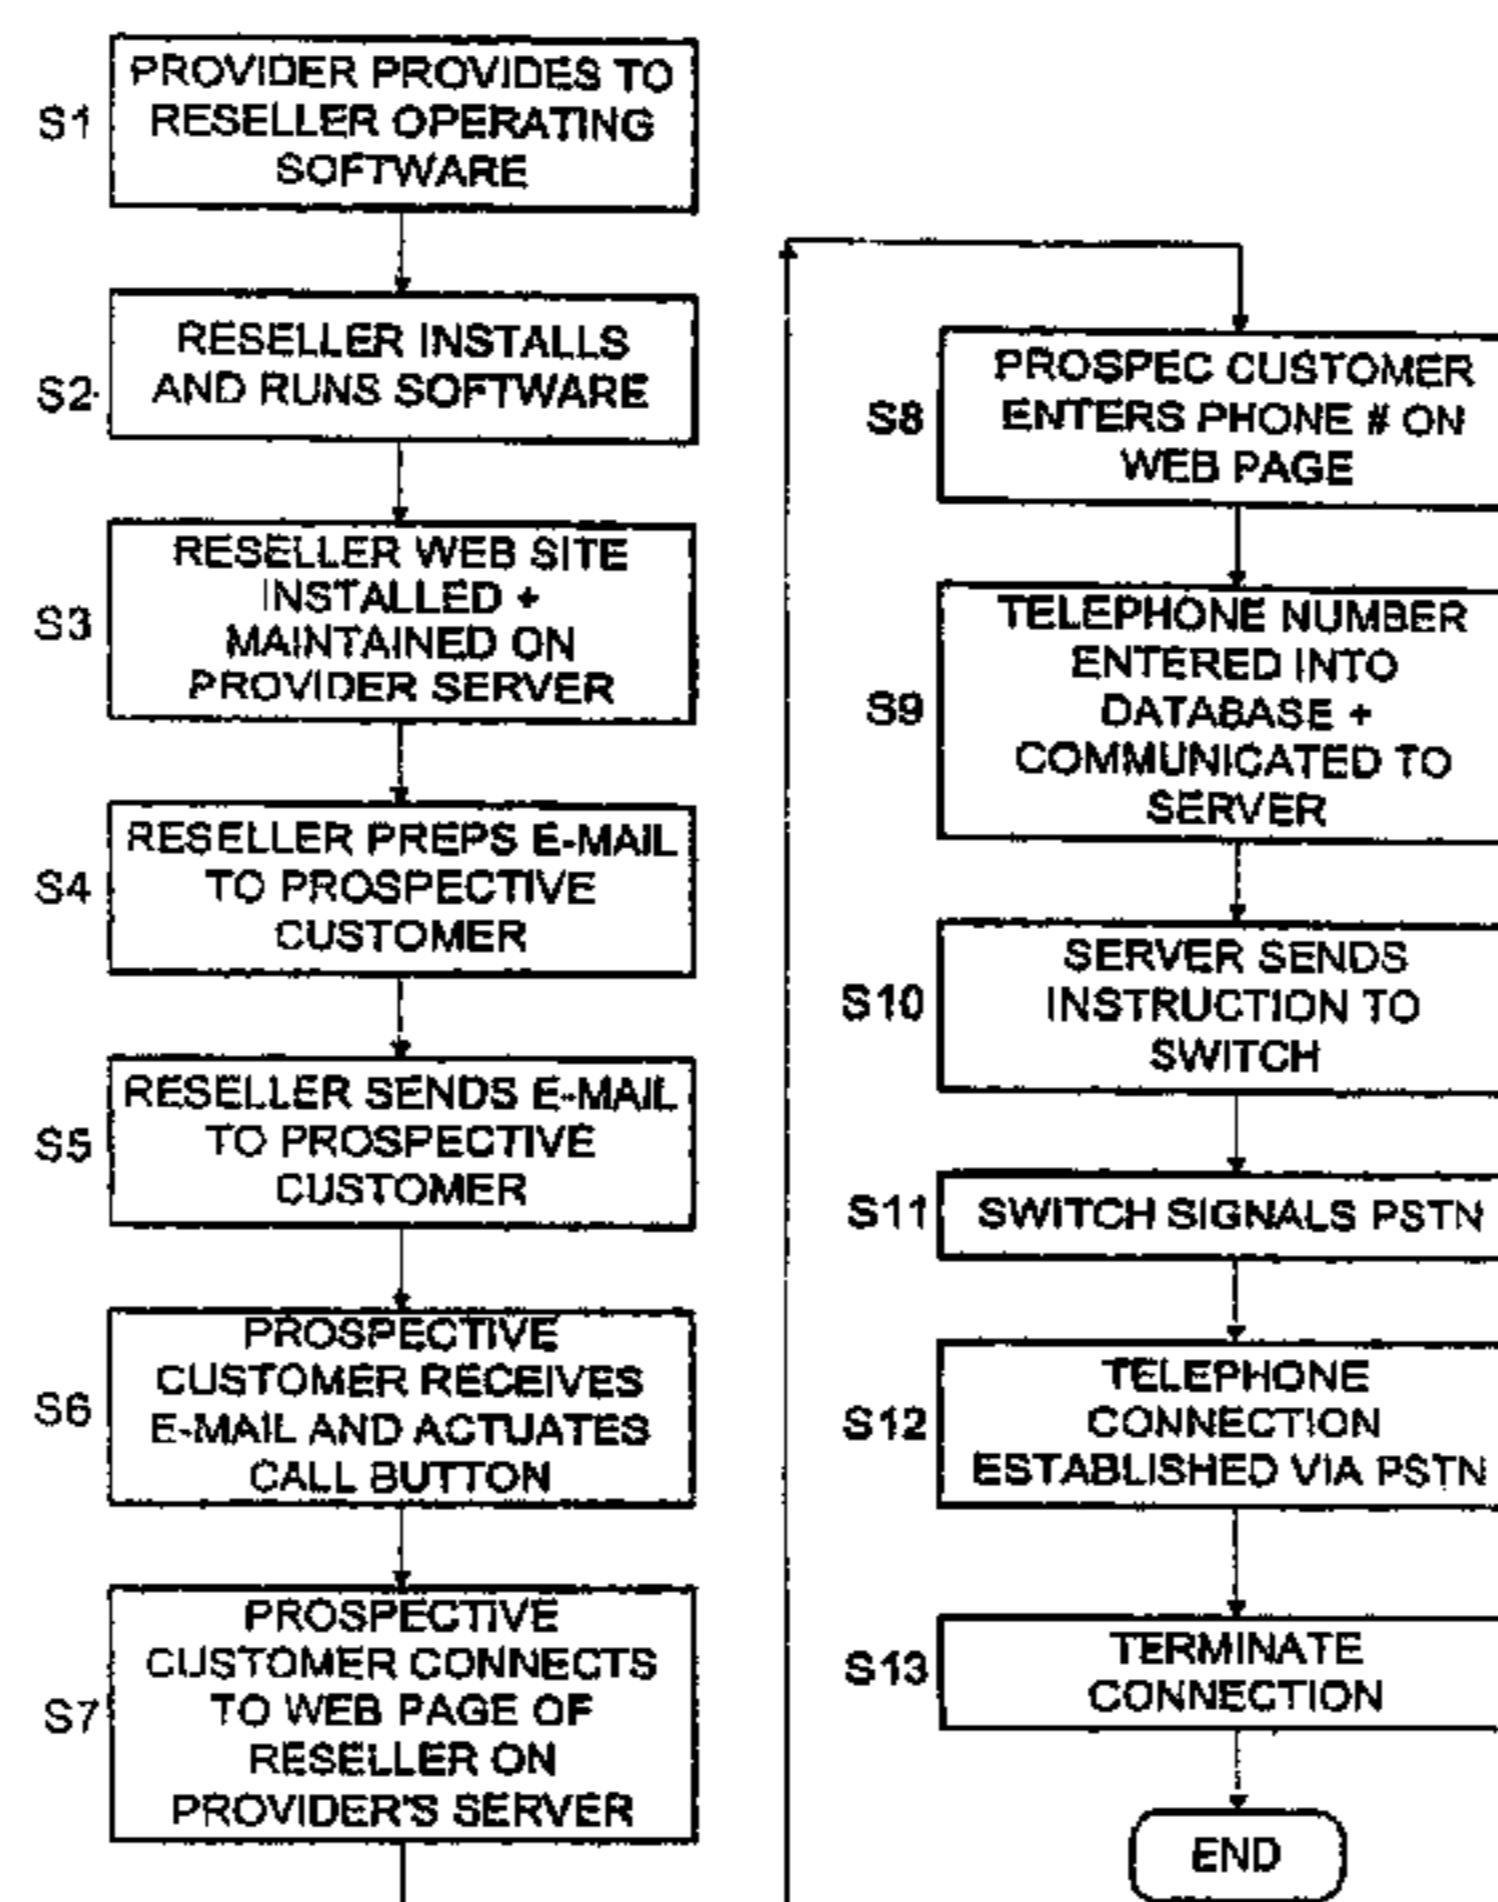 S1
PROVIDER PROVIDES TO
RESELLER OPERATING
SOFTWARE
S2
RESELLER INSTALLS
AND RUNS SOFTWARE
S3
RESELLER WEB SITE
INSTALLED +
MAINTAINED ON
PROVIDER SERVER
S4
RESELLER PREPS E-MAIL
TO PROSPECTIVE
CUSTOMER
S5
RESELLER SENDS E-MAIL
TO PROSPECTIVE
CUSTOMER
S6
PROSPECTIVE
CUSTOMER RECEIVES
E-MAIL AND ACTUATES
CALL BUTTON
S7
PROSPECTIVE
CUSTOMER CONNECTS
TO WEB PAGE OF
RESELLER ON
PROVIDER'S SERVER
S8
PROSPEC CUSTOMER
ENTERS PHONE # ON
WEB PAGE
S9
TELEPHONE NUMBER
ENTERED INTO
DATABASE +
COMMUNICATED TO
SERVER
S10
SERVER SENDS
INSTRUCTION TO
SWITCH
S11
SWITCH SIGNALS PSTN
S12
TELEPHONE
CONNECTION
ESTABLISHED VIA PSTN
S13
TERMINATE
CONNECTION
END